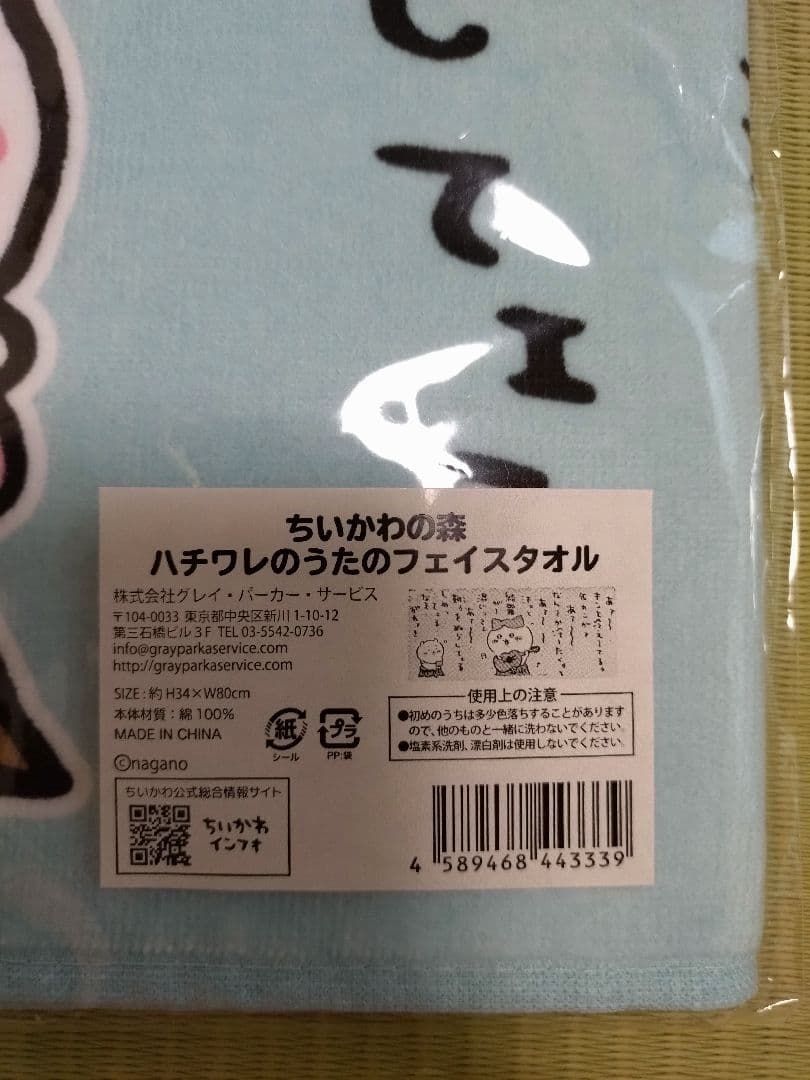 して
エ
ちいかわの森
ハチワレのうたのフェイスタオル
株式会社グレイ・パーカー・サービス
〒104-0033 東京都中央区新川1-10-12
第三石橋ビル3F TEL 03-5542-0736
info@grayparkaservice.com
http://grayparkaservice.com
SIZE : 約 H34×W80cm
本体材質 : 綿 100%
MADE IN CHINA
紙
シール
プラ
PP:袋
©nagano
ちいかわ公式総合情報サイト
ちいかわ
インフォ
使用上の注意
●初めのうちは多少色落ちすることがあります
ので、他のものと一緒に洗わないでください。
●塩素系洗剤、漂白剤は使用しないでください。
4 589468 443339